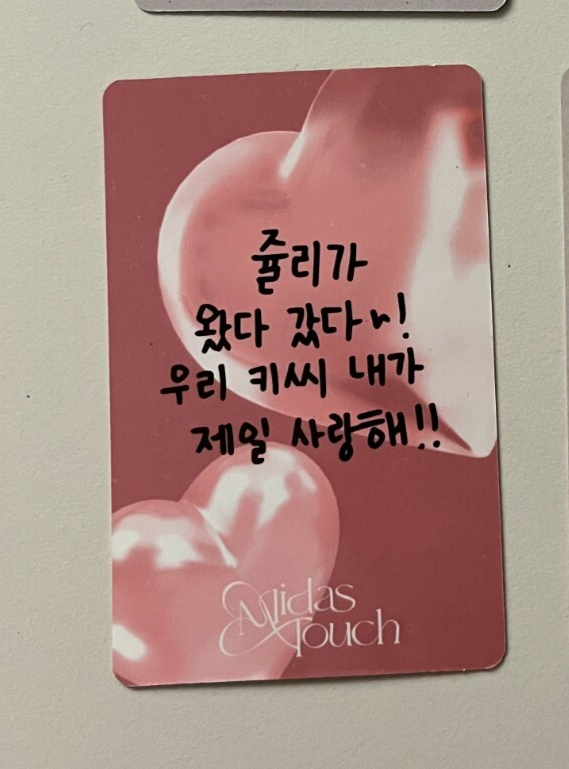 쥴리가
왔다 갔다~!
우리 키씨 내가
제일 사랑해!!
Midas
Touch